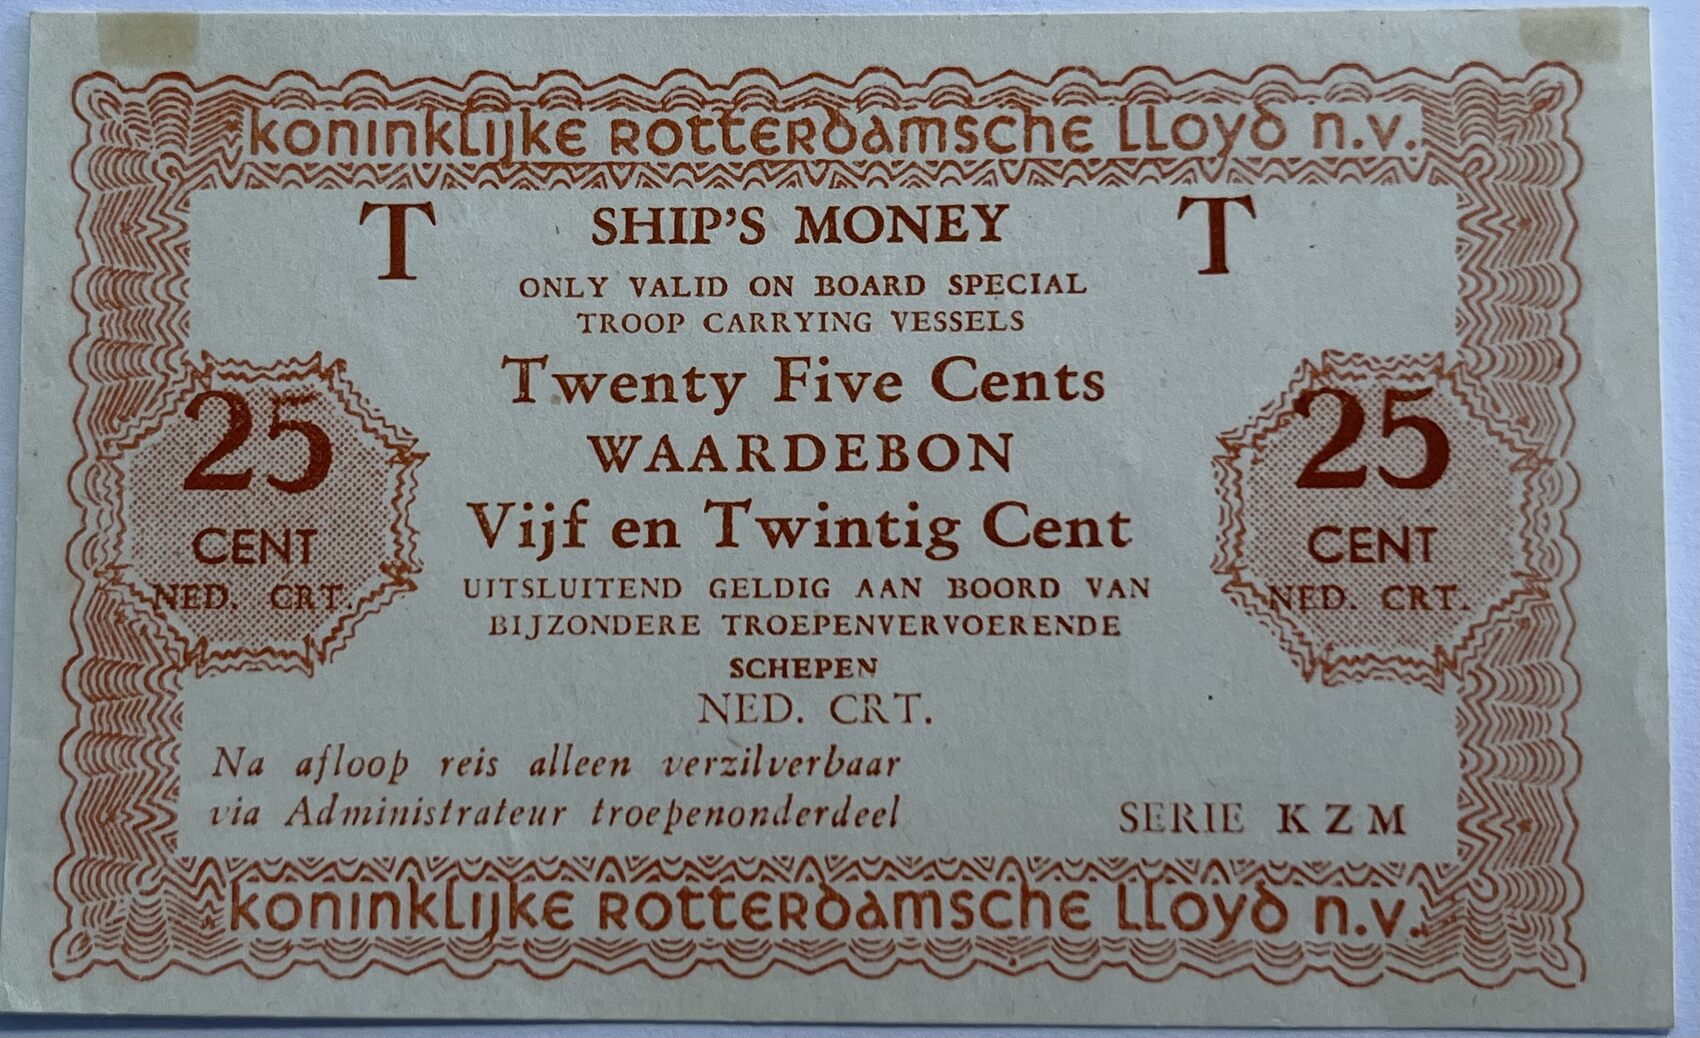 koninklijke Rotterdamsche Lloyd n.v.
T SHIP'S MONEY T
ONLY VALID ON BOARD SPECIAL
TROOP CARRYING VESSELS
Twenty Five Cents
WAARDEBON
Vijf en Twintig Cent
UITSLUITEND GELDIG AAN BOORD VAN
BIJZONDERE TROEPENVERVOERENDE
SCHEPEN
NED. CRT.
25
CENT
NED. CRT.
25
CENT
NED. CRT.
Na afloop reis alleen verzilverbaar
via Administrateur troepenonderdeel
SERIE KZM
koninklijke Rotterdamsche Lloyd n.v.